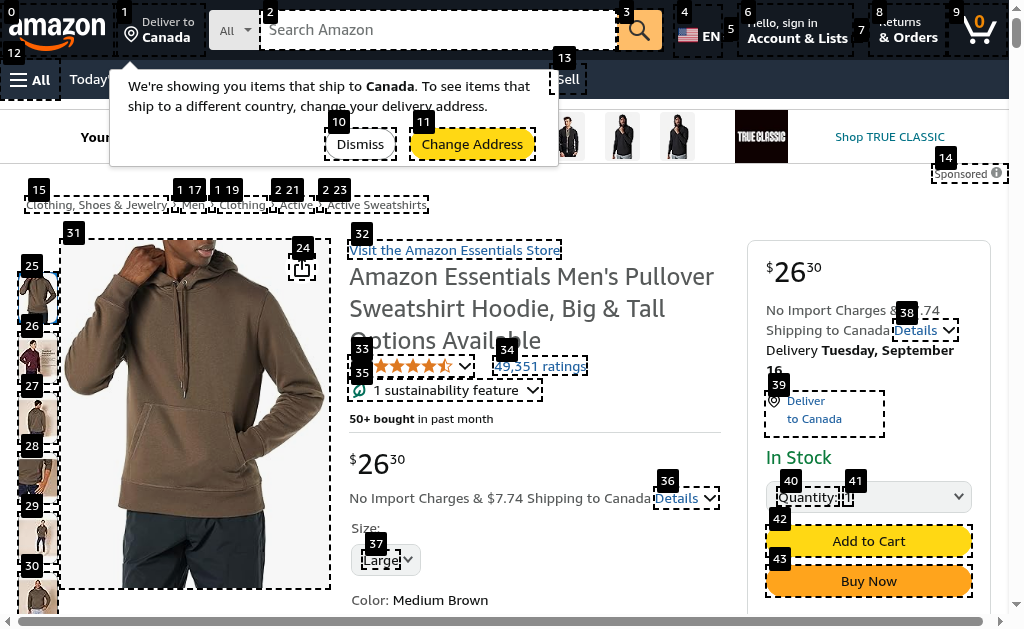 0 1 2 3 4 5 6 7 8 9
amazon
Deliver to
Canada
All
Search Amazon
EN
Hello, sign in
Account & Lists
Returns
& Orders
0
12 13
All
Today'
Sell
We're showing you items that ship to Canada. To see items that
ship to a different country, change your delivery address.
10 11
Dismiss
Change Address
Your
TRUE CLASSIC
Shop TRUE CLASSIC
14
Sponsored
15 1 17 1 19 2 21 2 23
Clothing, Shoes & Jewelry › Men › Clothing › Active › Active Sweatshirts
31
24
25
26
27
28
29
30
32
Visit the Amazon Essentials Store
Amazon Essentials Men's Pullover
Sweatshirt Hoodie, Big & Tall
Options Available
33 34
49,351 ratings
35
1 sustainability feature
50+ bought in past month
$26 30
36
No Import Charges & $7.74 Shipping to Canada Details
Size:
37
Large
Color: Medium Brown
$26 30
No Import Charges & 7.74
38
Shipping to Canada Details
Delivery Tuesday, September
16
39
Deliver
to Canada
In Stock
40 41
Quantity: 1
42
Add to Cart
43
Buy Now